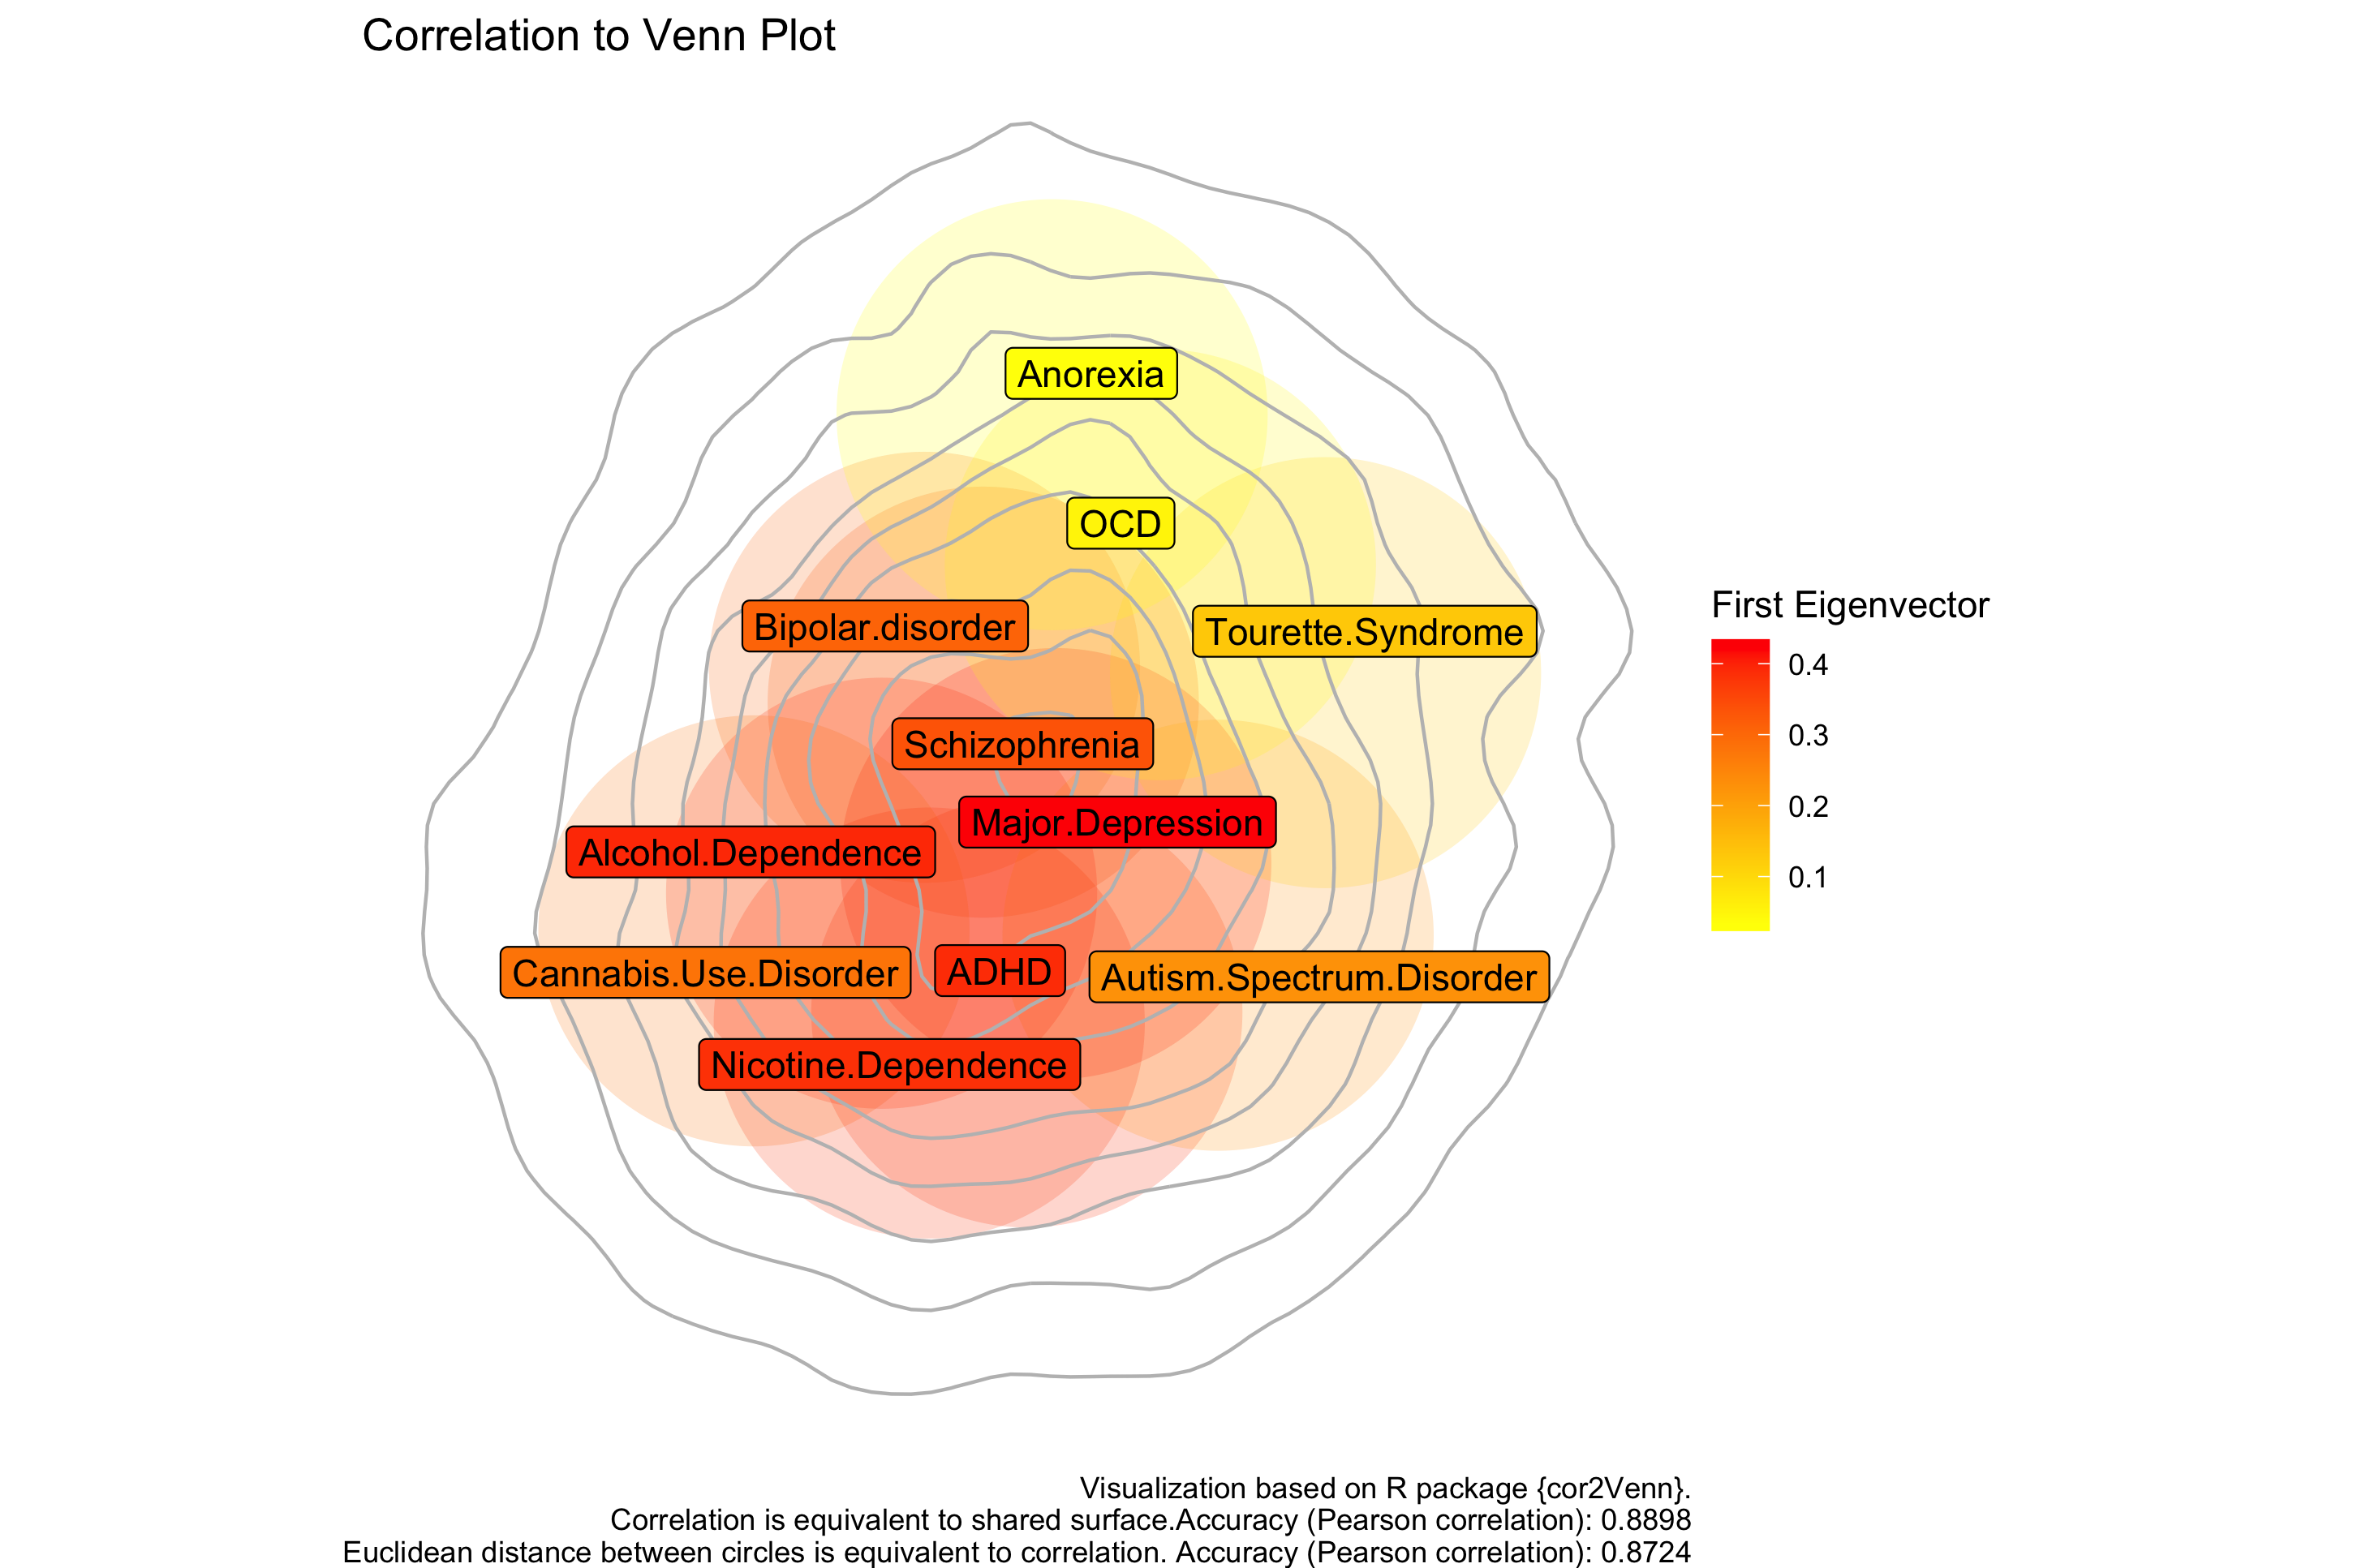 Correlation to Venn Plot
Anorexia
OCD
Bipolar.disorder
Tourette.Syndrome
First Eigenvector
0.4
0.3
0.2
0.1
Schizophrenia
Major.Depression
Alcohol.Dependence
Cannabis.Use.Disorder
ADHD
Autism.Spectrum.Disorder
Nicotine.Dependence
Visualization based on R package {cor2Venn}.
Correlation is equivalent to shared surface.Accuracy (Pearson correlation): 0.8898
Euclidean distance between circles is equivalent to correlation. Accuracy (Pearson correlation): 0.8724